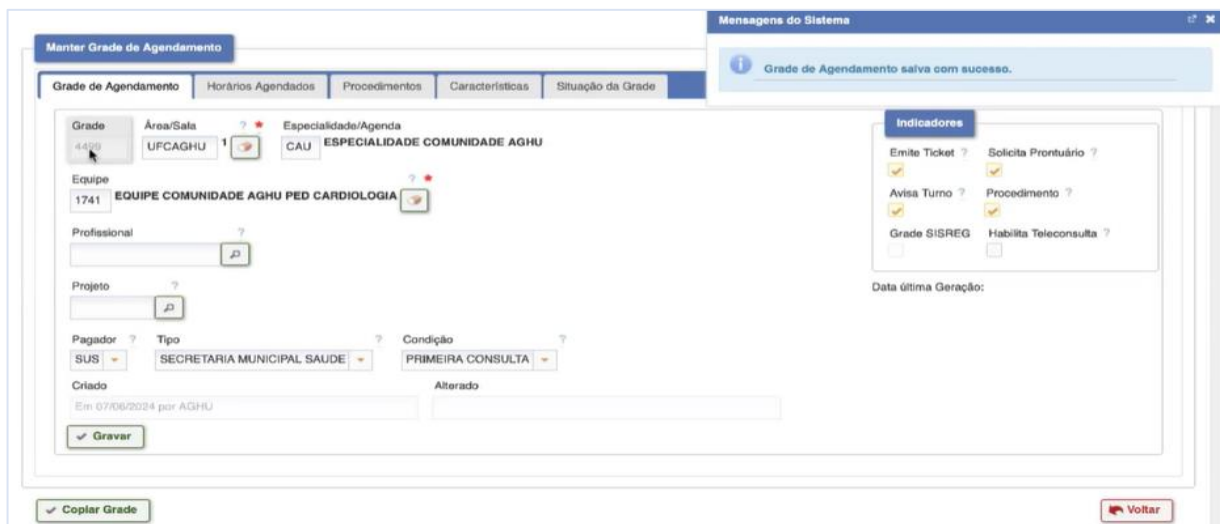 Mensagens do Sistema
Grade de Agendamento salva com sucesso.
Manter Grade de Agendamento
Grade de Agendamento Horários Agendados Procedimentos Características Situação da Grade
Grade Área/Sala ? * Especialidade/Agenda
UFCAGHU 1 CAU ESPECIALIDADE COMUNIDADE AGHU
Equipe ? *
1741 EQUIPE COMUNIDADE AGHU PED CARDIOLOGIA
Profissional ?
Projeto ?
Pagador ? Tipo ? Condição ?
SUS SECRETARIA MUNICIPAL SAUDE PRIMEIRA CONSULTA
Criado Alterado
Em 07/06/2024 por AGHU
Gravar
Indicadores
Emite Ticket ? Solicita Prontuário ?
Avisa Turno ? Procedimento ?
Grade SISREG Habilita Teleconsulta ?
Data última Geração:
Copiar Grade Voltar